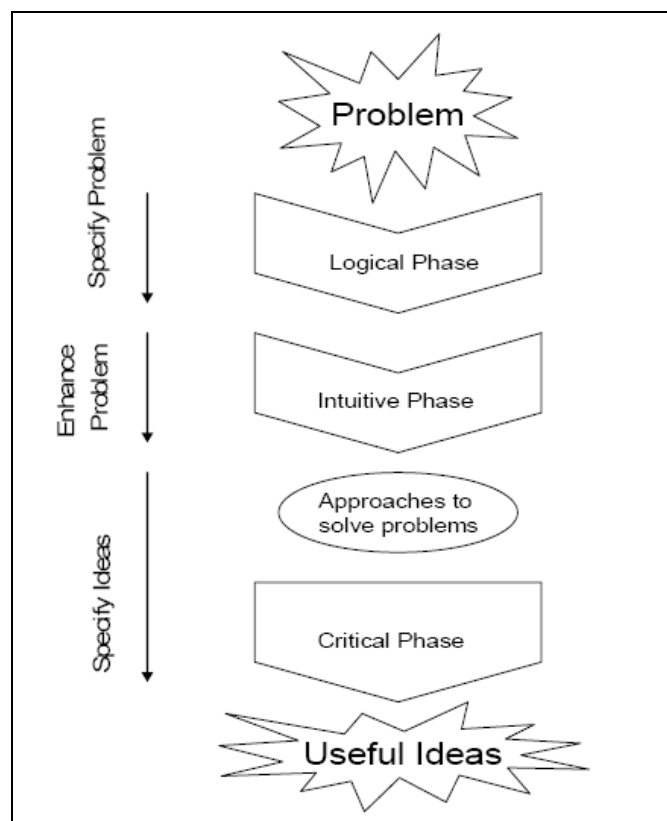 Problem
Specify Problem
Logical Phase
Enhance
Problem
Intuitive Phase
Approaches to
solve problems
Specify Ideas
Critical Phase
Useful Ideas